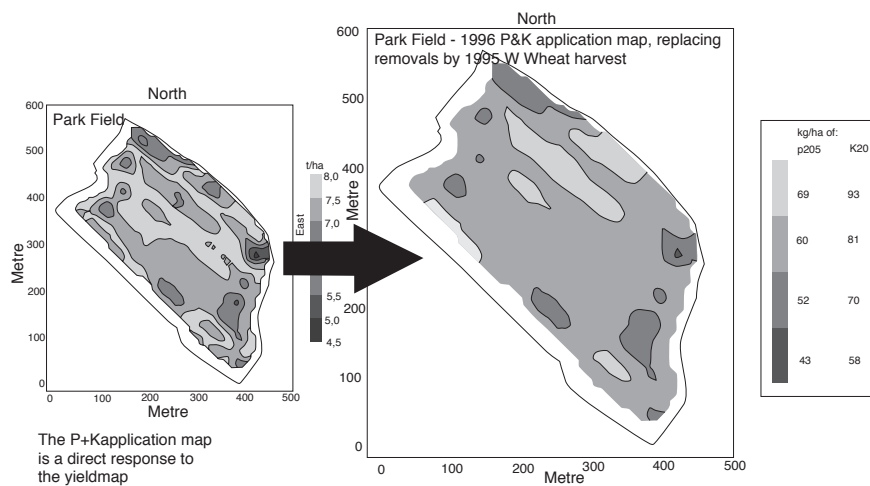 North
Park Field
600
500
400
300
200
100
0
Metre
0
100
200
300
400
500
Metre
East
t/ha
8,0
7,5
7,0
5,5
5,0
4,5
The P+Kapplication map
is a direct response to
the yieldmap
North
Park Field - 1996 P&K application map, replacing
removals by 1995 W Wheat harvest
600
500
400
200
100
0
Metre
0
100
200
300
400
500
Metre
kg/ha of:
p205 K20
69 93
60 81
52 70
43 58